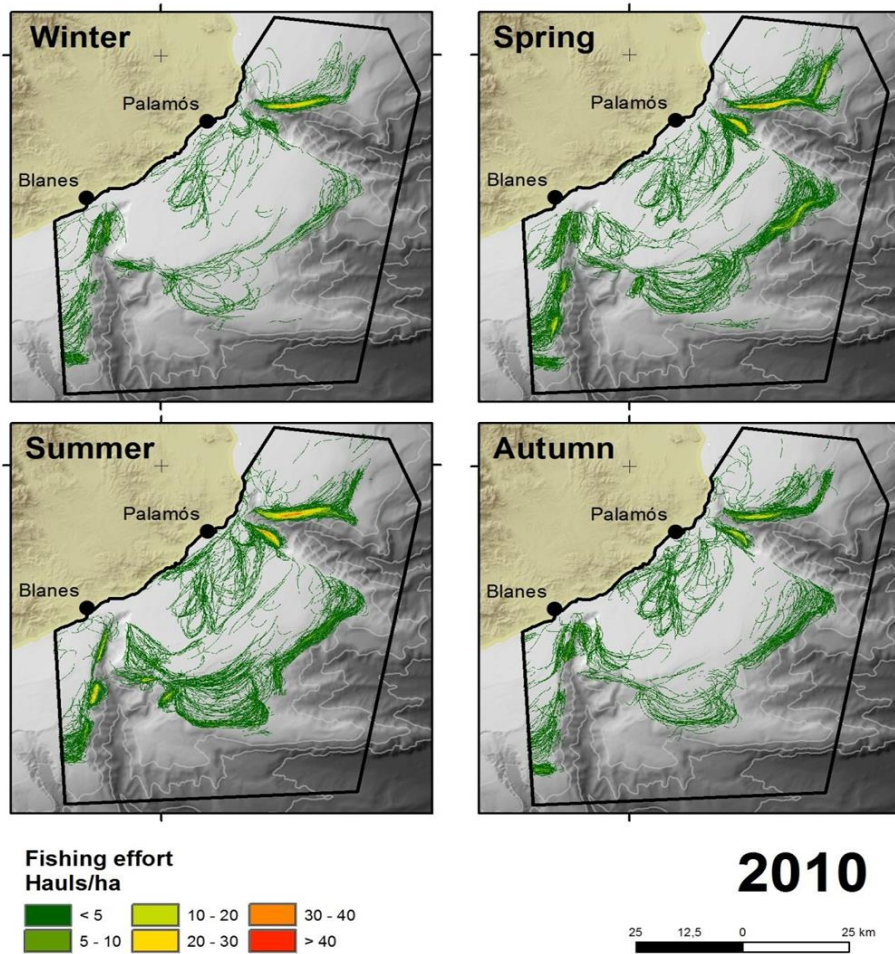 Winter
Palamós
Blanes
Spring
Palamós
Blanes
Summer
Palamós
Blanes
Autumn
Palamós
Blanes
Fishing effort
Hauls/ha
< 5
10 - 20
30 - 40
5 - 10
20 - 30
> 40
2010
25 12,5 0 25 km